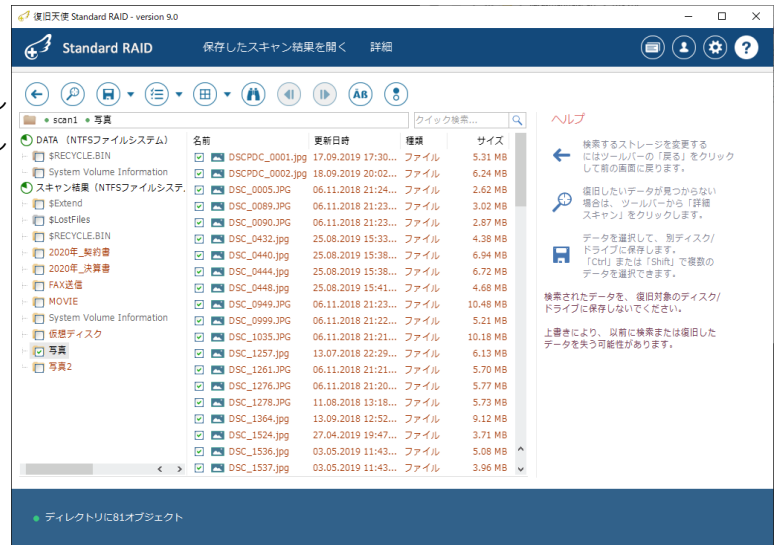 復旧天使 Standard RAID - version 9.0
Standard RAID
保存したスキャン結果を開く
詳細
scan1 • 写真
クイック検索...
DATA （NTFSファイルシステム）
$RECYCLE.BIN
System Volume Information
スキャン結果（NTFSファイルシステ.
$Extend
$LostFiles
$RECYCLE.BIN
2020年_契約書
2020年_決算書
FAX送信
MOVIE
System Volume Information
仮想ディスク
写真
写真2
名前 更新日時 種類 サイズ
DSCPDC_0001.jpg 17.09.2019 17:30... ファイル 5.31 MB
DSCPDC_0002.jpg 18.09.2019 20:02... ファイル 6.24 MB
DSC_0005.JPG 06.11.2018 21:24... ファイル 2.62 MB
DSC_0089.JPG 06.11.2018 21:23... ファイル 3.02 MB
DSC_0090.JPG 06.11.2018 21:23... ファイル 2.87 MB
DSC_0432.jpg 25.08.2019 15:33... ファイル 4.38 MB
DSC_0440.jpg 25.08.2019 15:38... ファイル 6.94 MB
DSC_0444.jpg 25.08.2019 15:38... ファイル 6.72 MB
DSC_0448.jpg 25.08.2019 15:41... ファイル 4.68 MB
DSC_0949.JPG 06.11.2018 21:23... ファイル 10.48 MB
DSC_0999.JPG 06.11.2018 21:22... ファイル 5.21 MB
DSC_1035.JPG 06.11.2018 21:21... ファイル 10.18 MB
DSC_1257.jpg 13.07.2018 22:29... ファイル 6.13 MB
DSC_1261.JPG 06.11.2018 21:21... ファイル 5.70 MB
DSC_1276.JPG 06.11.2018 21:20... ファイル 5.77 MB
DSC_1278.JPG 11.08.2018 13:18... ファイル 5.73 MB
DSC_1364.jpg 13.09.2018 12:52... ファイル 9.12 MB
DSC_1524.jpg 27.04.2019 19:47... ファイル 3.71 MB
DSC_1536.jpg 03.05.2019 11:43... ファイル 5.08 MB
DSC_1537.jpg 03.05.2019 11:43... ファイル 3.96 MB
ヘルプ
検索するストレージを変更する
にはツールバーの「戻る」をクリック
して前の画面に戻ります。
復旧したいデータが見つからない
場合は、 ツールバーから「詳細
スキャン」をクリックします。
データを選択して、 別ディスク/
ドライブに保存します。
「Ctrl」または「Shift」で複数の
データを選択できます。
検索されたデータを、 復旧対象のディスク/
ドライブに保存しないでください。
上書きにより、 以前に検索または復旧した
データを失う可能性があります。
ディレクトリに81オブジェクト